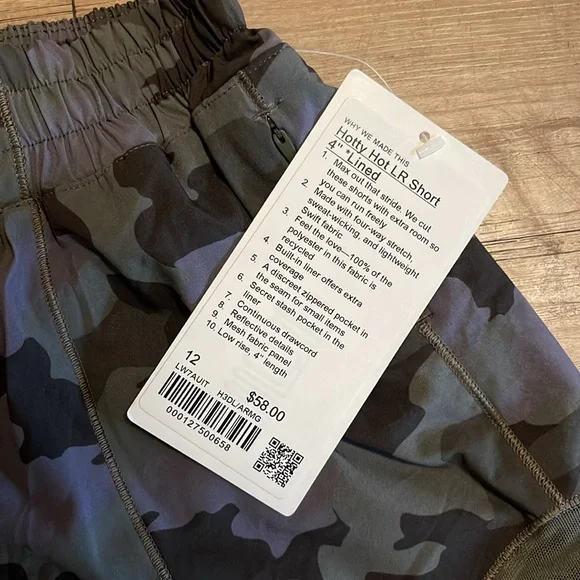 WHY WE MADE THIS
Hotty Hot LR Short
4" *Lined
1. Max out that stride. We cut
these shorts with extra room so
you can run freely
2. Made with four-way stretch,
sweat-wicking, and lightweight
Swift fabric
3. Feel the love—100% of the
polyester in this fabric is
recycled
4. Built-in liner offers extra
coverage
5. A discreet zippered pocket in
the seam for small items
6. Secret stash pocket in the
liner
7. Continuous drawcord
8. Reflective details
9. Mesh fabric panel
10. Low rise, 4" length
12
$58.00
LW7AUIT H3DL/ARMG
000127500658